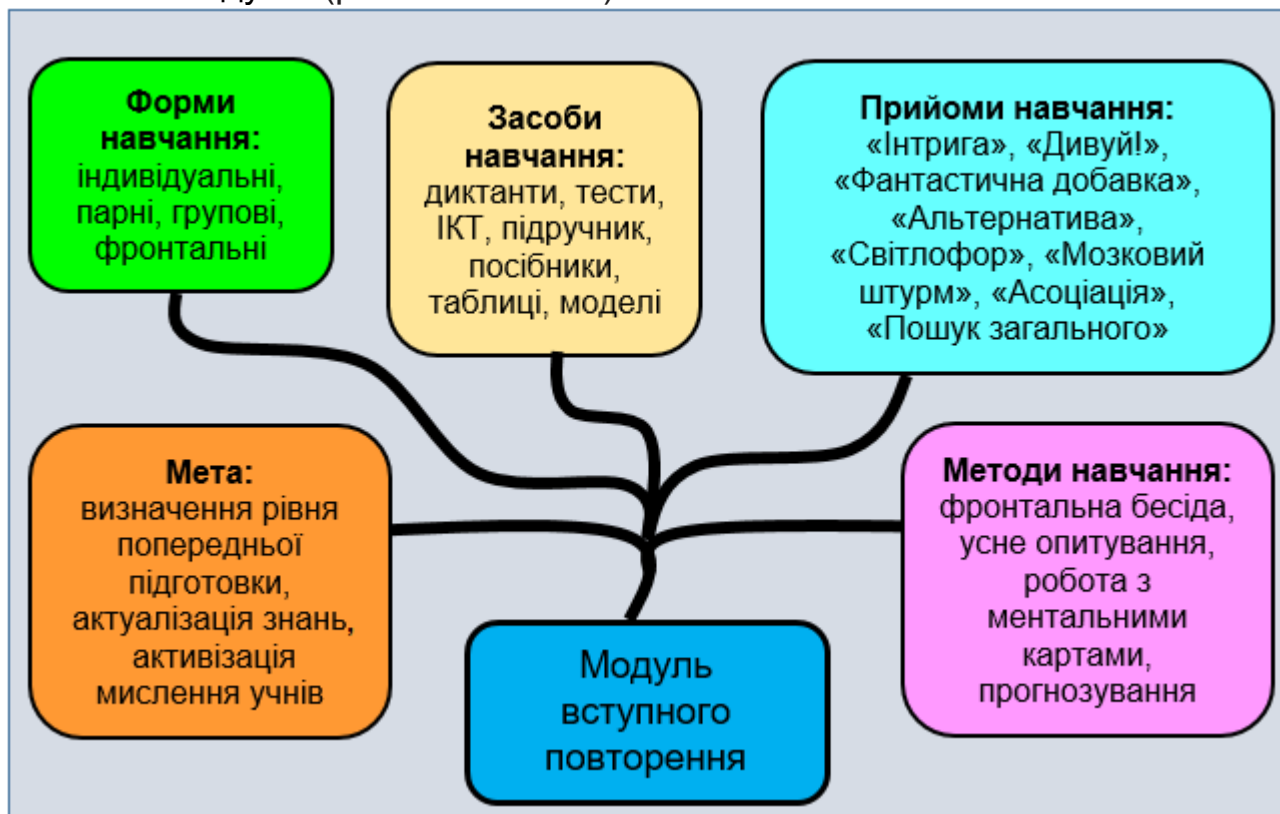 Форми
навчання:
індивідуальні,
парні, групові,
фронтальні
Засоби
навчання:
диктанти, тести,
ІКТ, підручник,
посібники,
таблиці, моделі
Прийоми навчання:
«Інтрига», «Дивуй!»,
«Фантастична добавка»,
«Альтернатива»,
«Світлофор», «Мозковий
штурм», «Асоціація»,
«Пошук загального»
Мета:
визначення рівня
попередньої
підготовки,
актуалізація знань,
активізація
мислення учнів
Модуль
вступного
повторення
Методи навчання:
фронтальна бесіда,
усне опитування,
робота з
ментальними
картами,
прогнозування